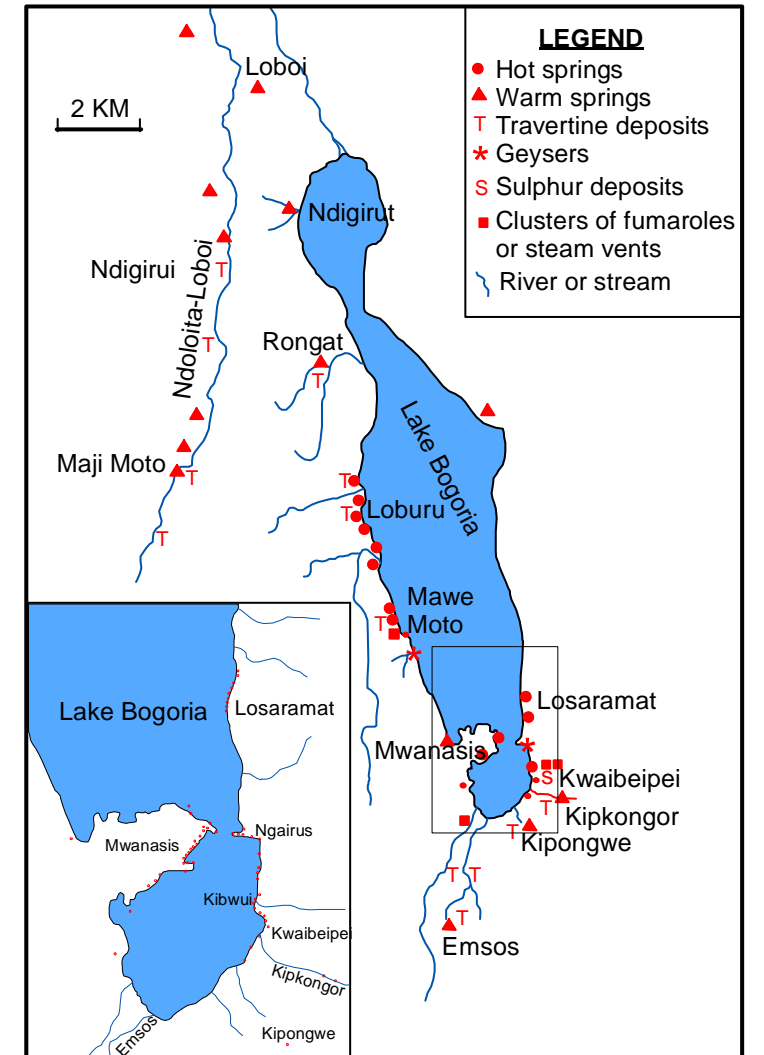 LEGEND
Hot springs
Warm springs
T Travertine deposits
Geysers
S Sulphur deposits
Clusters of fumaroles
or steam vents
River or stream
2 KM
Loboi
Ndigirut
Ndigirui
T
Ndoloita-Loboi
T
Rongat
T
Lake Bogoria
Maji Moto
T
T
T
Loburu
T
Mawe
Moto
T
Losaramat
Mwanasis
S
Kwaibeipei
T
Kipkongor
T
Kipongwe
T
T
T
Emsos
Lake Bogoria
Losaramat
Mwanasis
Ngairus
Kibwui
Kwaibeipei
Kipkongor
Emsos
Kipongwe